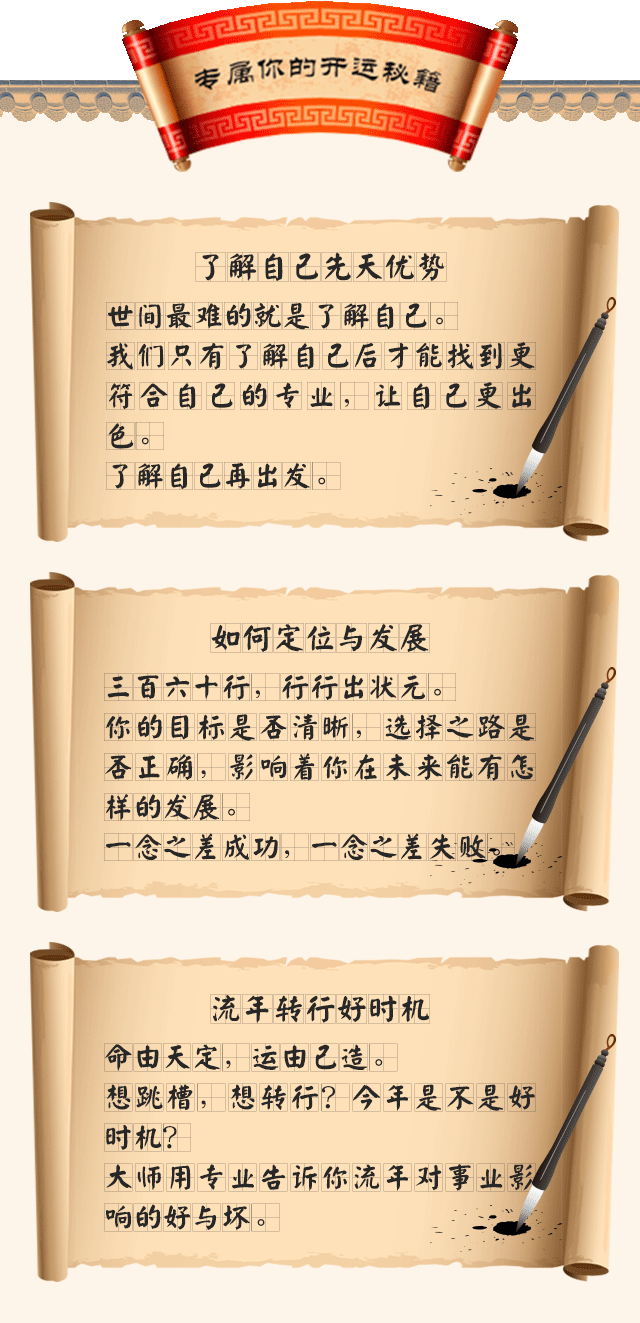 专属你的开运秘籍
了解自己先天优势
世间最难的就是了解自己。
我们只有了解自己后才能找到更
符合自己的专业，让自己更出
色。
了解自己再出发。
如何定位与发展
三百六十行，行行出状元。
你的目标是否清晰，选择之路是
否正确，影响着你在未来能有怎
样的发展。
一念之差成功，一念之差失败。
流年转行好时机
命由天定，运由己造。
想跳槽，想转行？今年是不是好
时机？
大师用专业告诉你流年对事业影
响的好与坏。